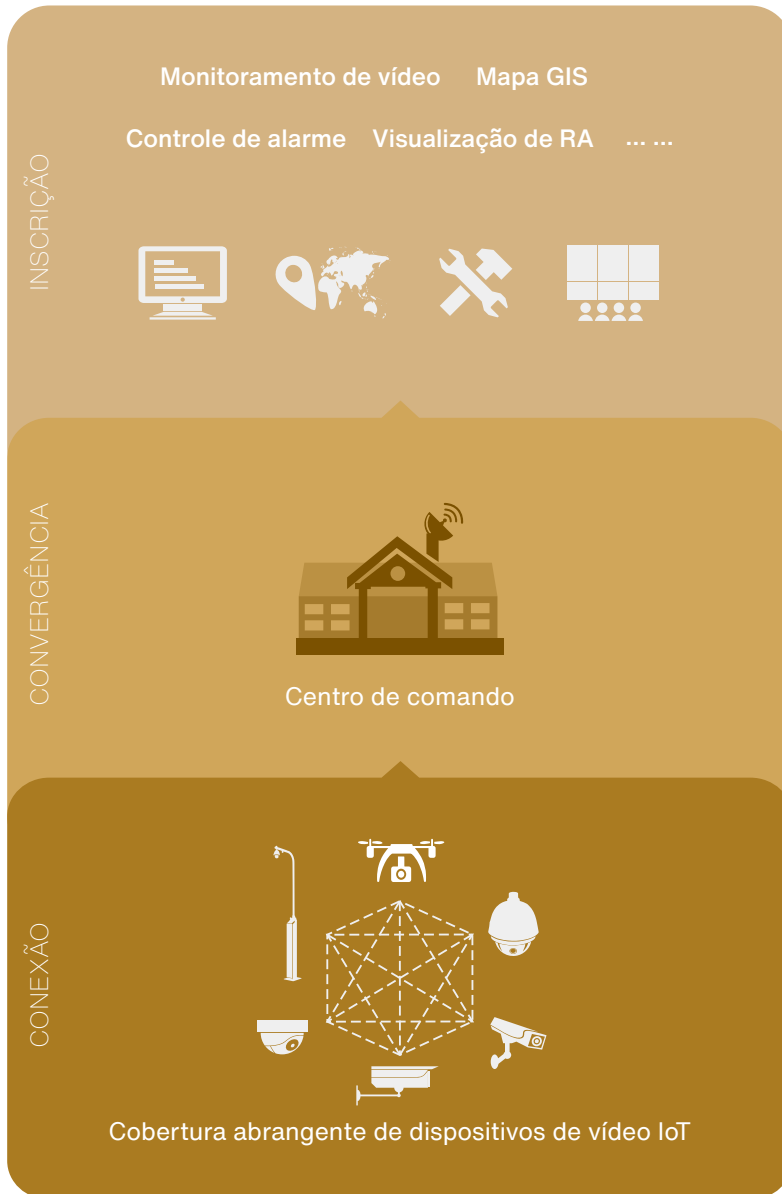 Monitoramento de vídeo Mapa GIS
Controle de alarme Visualização de RA ... ...
INSCRIÇÃO
CONVERGÊNCIA
Centro de comando
CONEXÃO
Cobertura abrangente de dispositivos de vídeo IoT